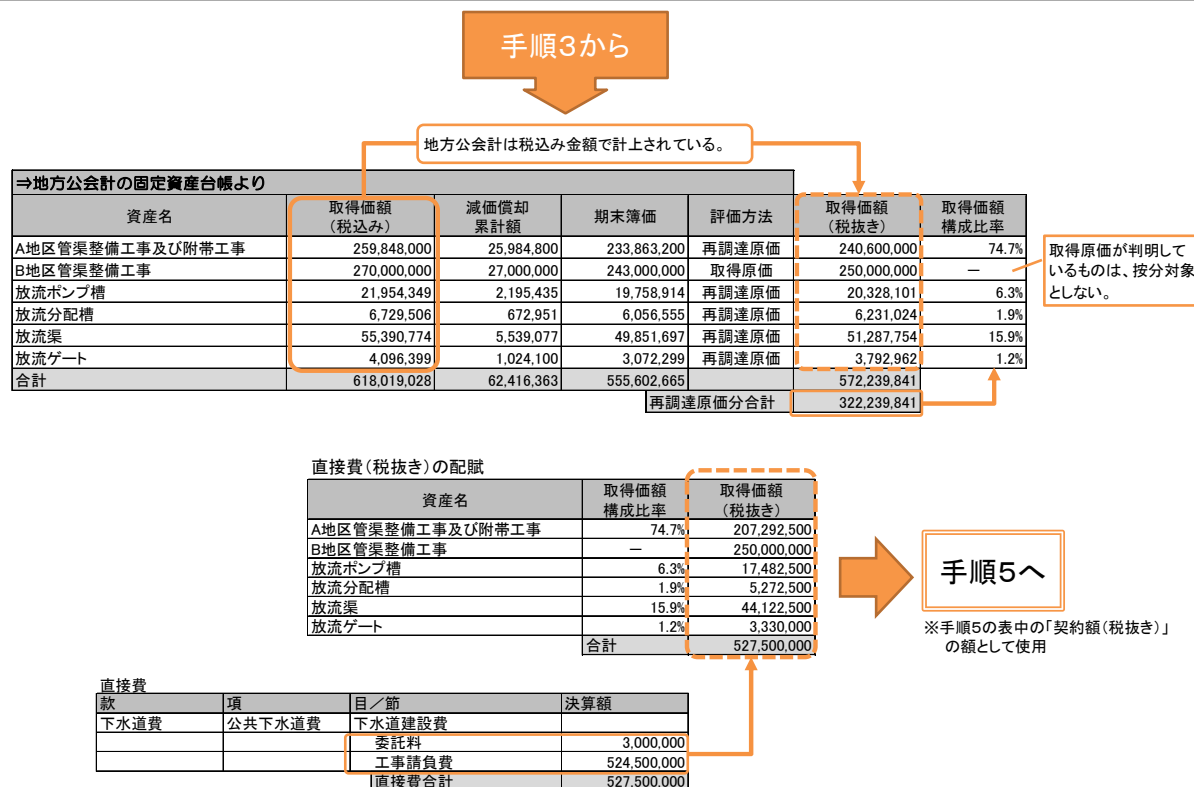 手順3から
地方公会計は税込み金額で計上されている。
⇒地方公会計の固定資産台帳より
資産名 取得価額（税込み） 減価償却累計額 期末簿価 評価方法 取得価額（税抜き） 取得価額構成比率
A地区管渠整備工事及び附帯工事 259,848,000 25,984,800 233,863,200 再調達原価 240,600,000 74.7%
B地区管渠整備工事 270,000,000 27,000,000 243,000,000 取得原価 250,000,000 －
放流ポンプ槽 21,954,349 2,195,435 19,758,914 再調達原価 20,328,101 6.3%
放流分配槽 6,729,506 672,951 6,056,555 再調達原価 6,231,024 1.9%
放流渠 55,390,774 5,539,077 49,851,697 再調達原価 51,287,754 15.9%
放流ゲート 4,096,399 1,024,100 3,072,299 再調達原価 3,792,962 1.2%
合計 618,019,028 62,416,363 555,602,665 572,239,841
再調達原価分合計 322,239,841
取得原価が判明して
いるものは、按分対象
としない。
直接費（税抜き）の配賦
資産名 取得価額構成比率 取得価額（税抜き）
A地区管渠整備工事及び附帯工事 74.7% 207,292,500
B地区管渠整備工事 － 250,000,000
放流ポンプ槽 6.3% 17,482,500
放流分配槽 1.9% 5,272,500
放流渠 15.9% 44,122,500
放流ゲート 1.2% 3,330,000
合計 527,500,000
手順5へ
※手順5の表中の「契約額（税抜き）」
の額として使用
直接費
款 項 目／節 決算額
下水道費 公共下水道費 下水道建設費
委託料 3,000,000
工事請負費 524,500,000
直接費合計 527,500,000